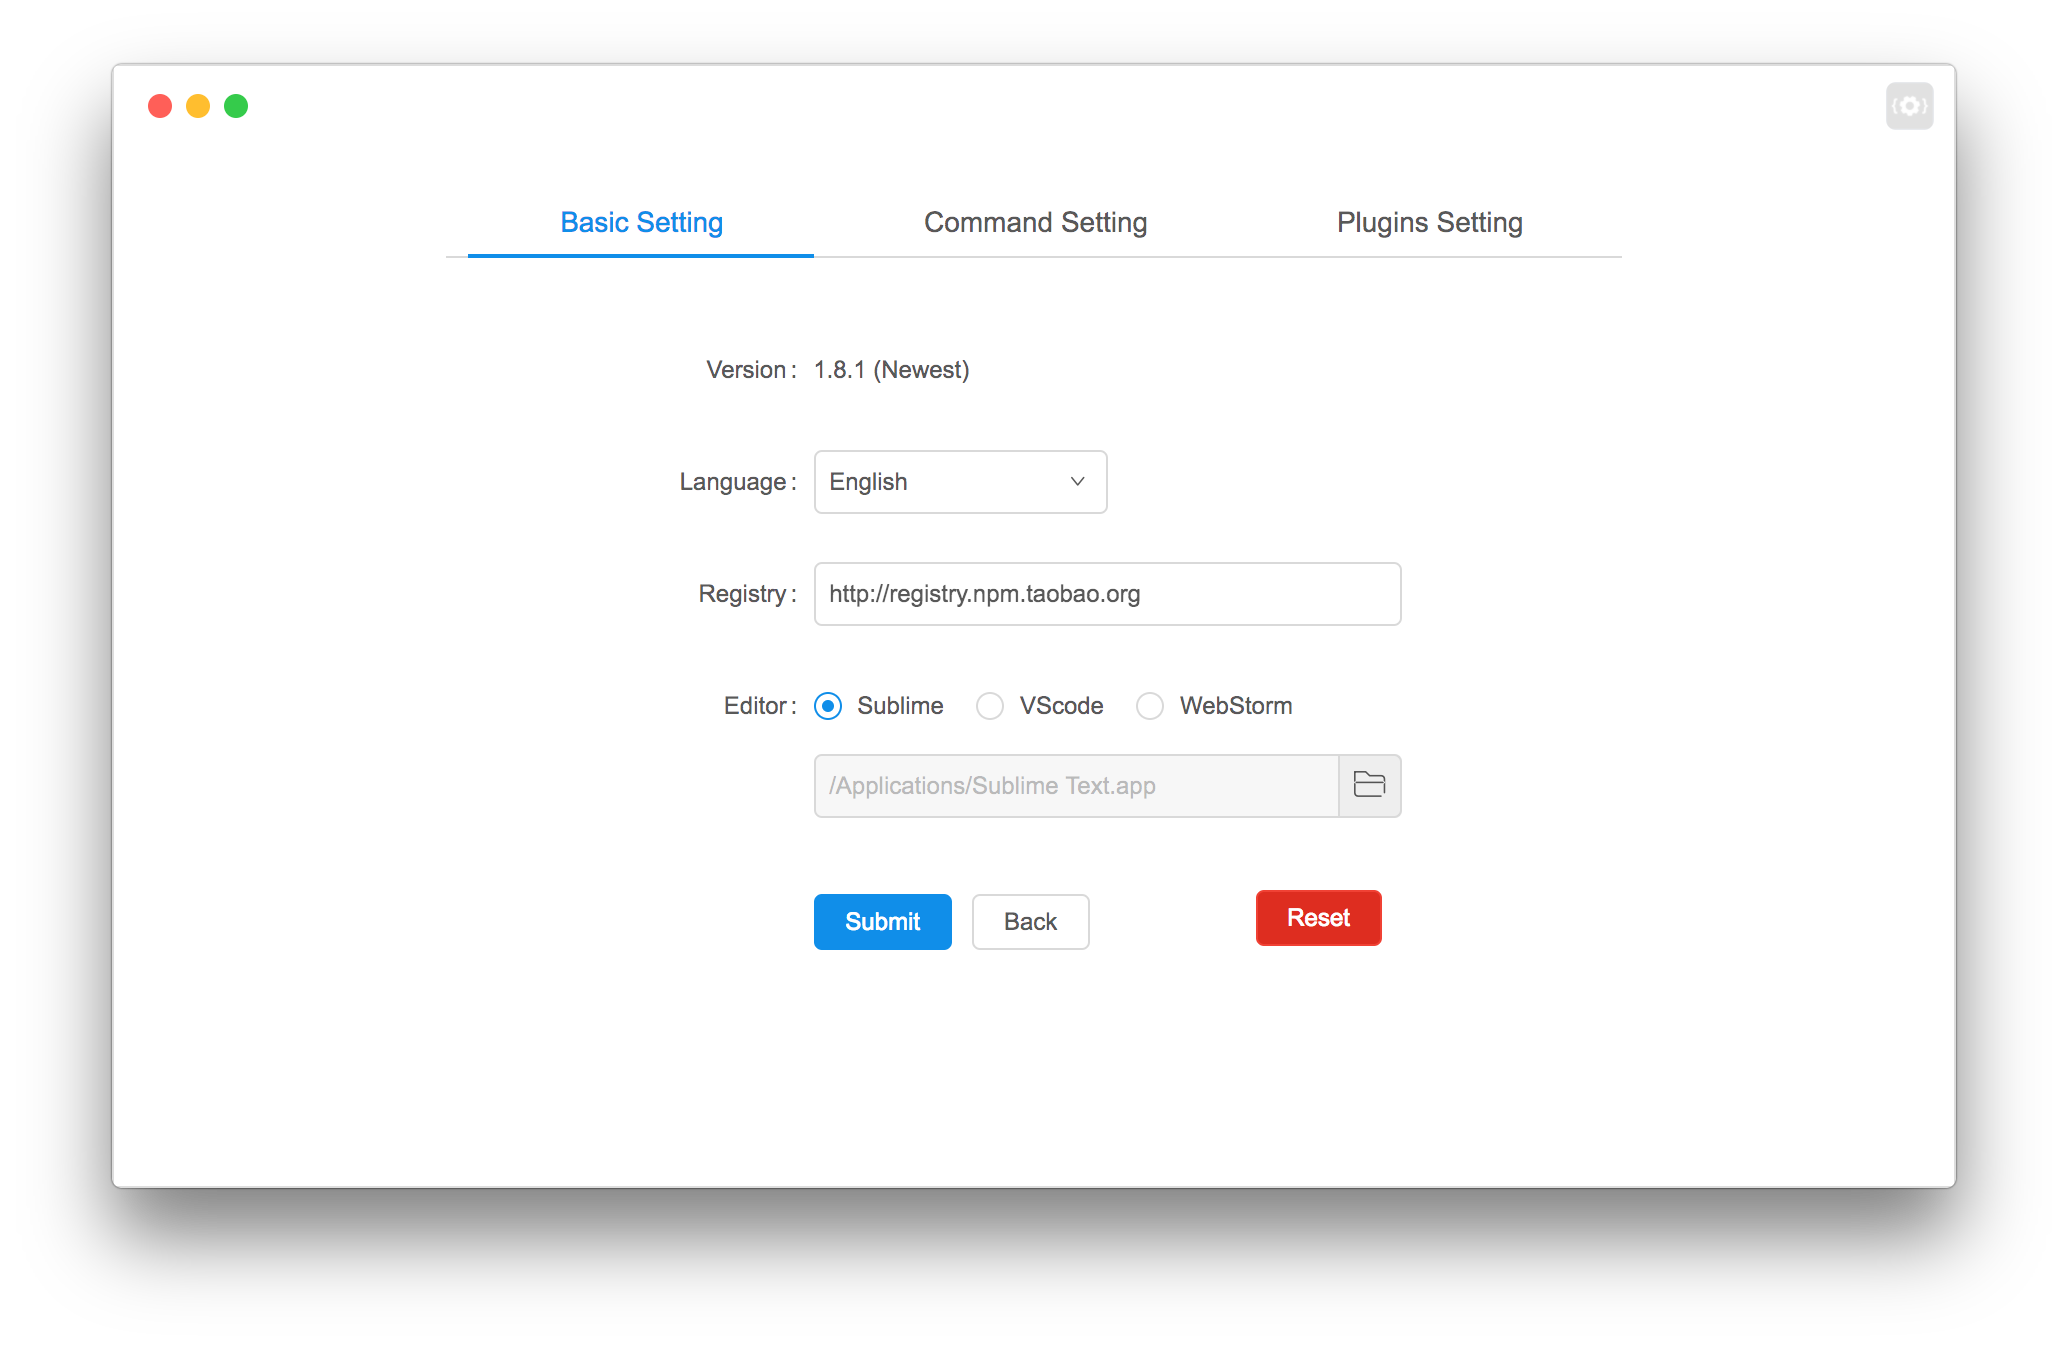 Basic Setting Command Setting Plugins Setting
Version : 1.8.1 (Newest)
Language : English
Registry : http://registry.npm.taobao.org
Editor : Sublime VScode WebStorm
/Applications/Sublime Text.app
Submit Back Reset